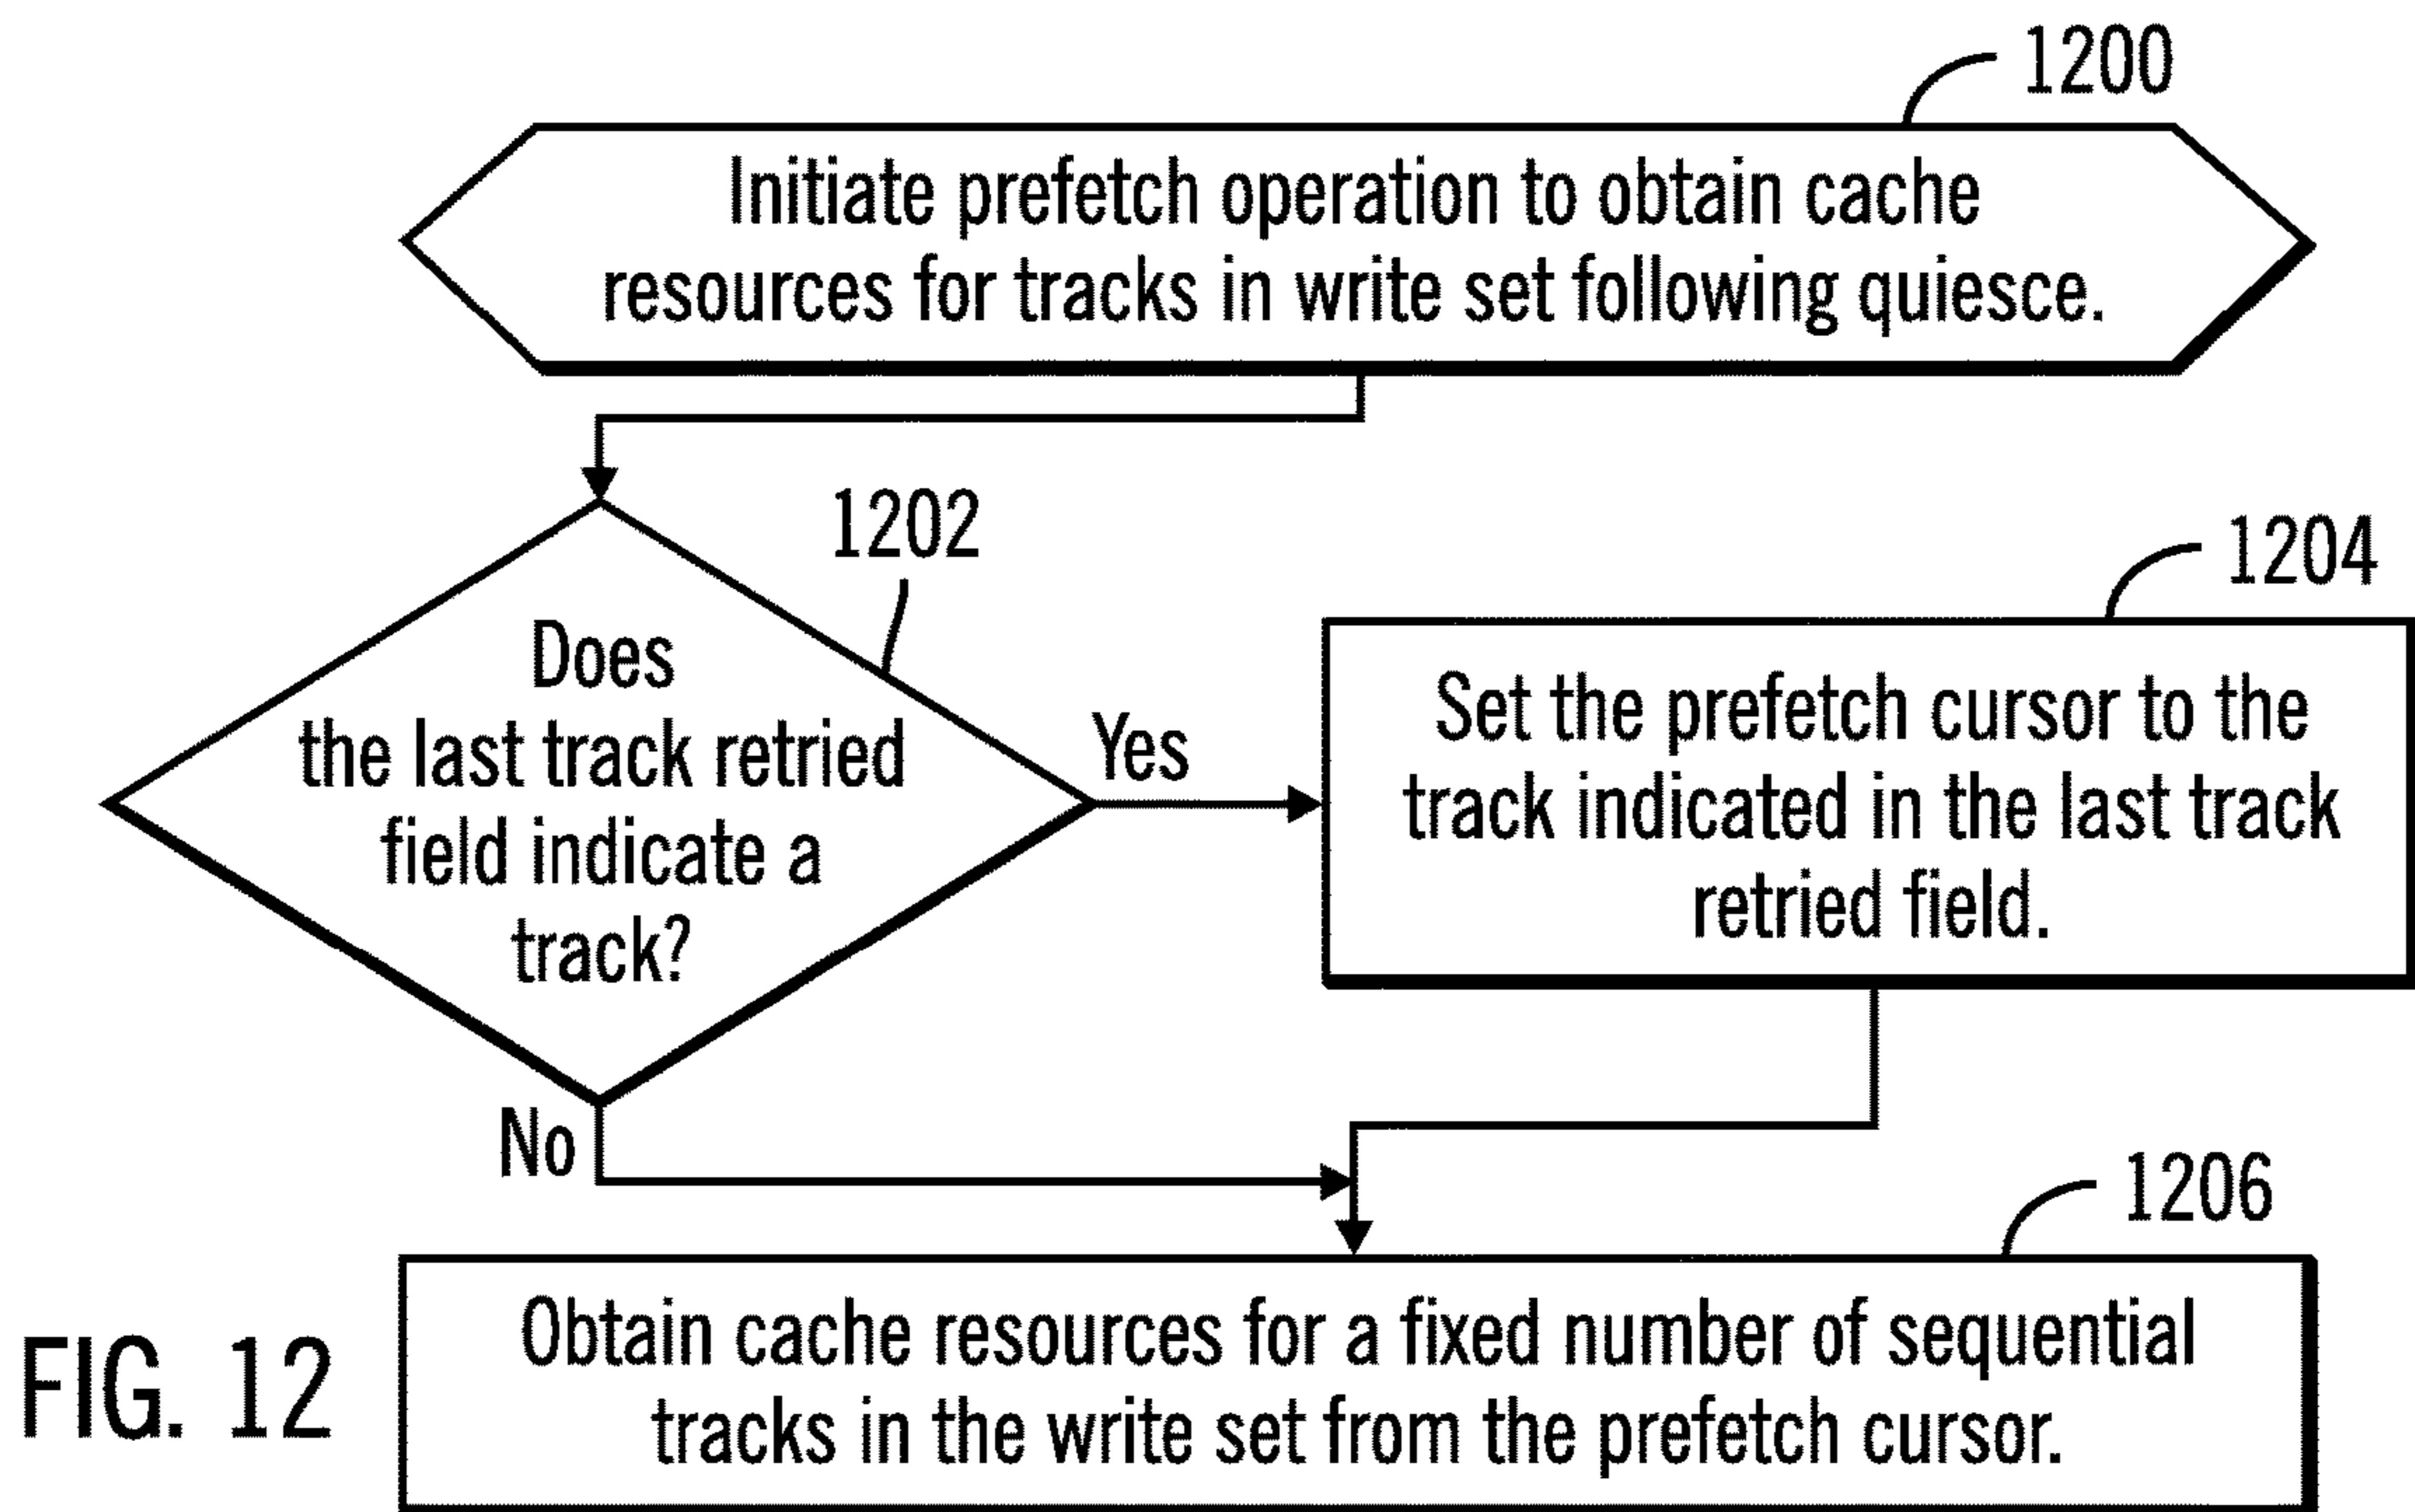 1200
Initiate prefetch operation to obtain cache
resources for tracks in write set following quiesce.
1202
Does
the last track retried
field indicate a
track?
Yes
1204
Set the prefetch cursor to the
track indicated in the last track
retried field.
No
1206
Obtain cache resources for a fixed number of sequential
tracks in the write set from the prefetch cursor.
FIG. 12